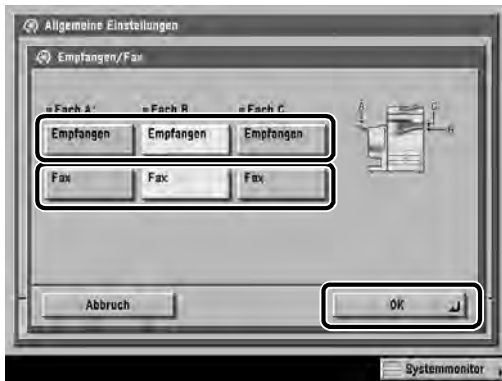 Allgemeine Einstellungen
Empfangen/Fax
Fach A: Fach B Fach C
Empfangen Empfangen Empfangen
Fax Fax Fax
A C
B
Abbruch OK
Systemmonitor